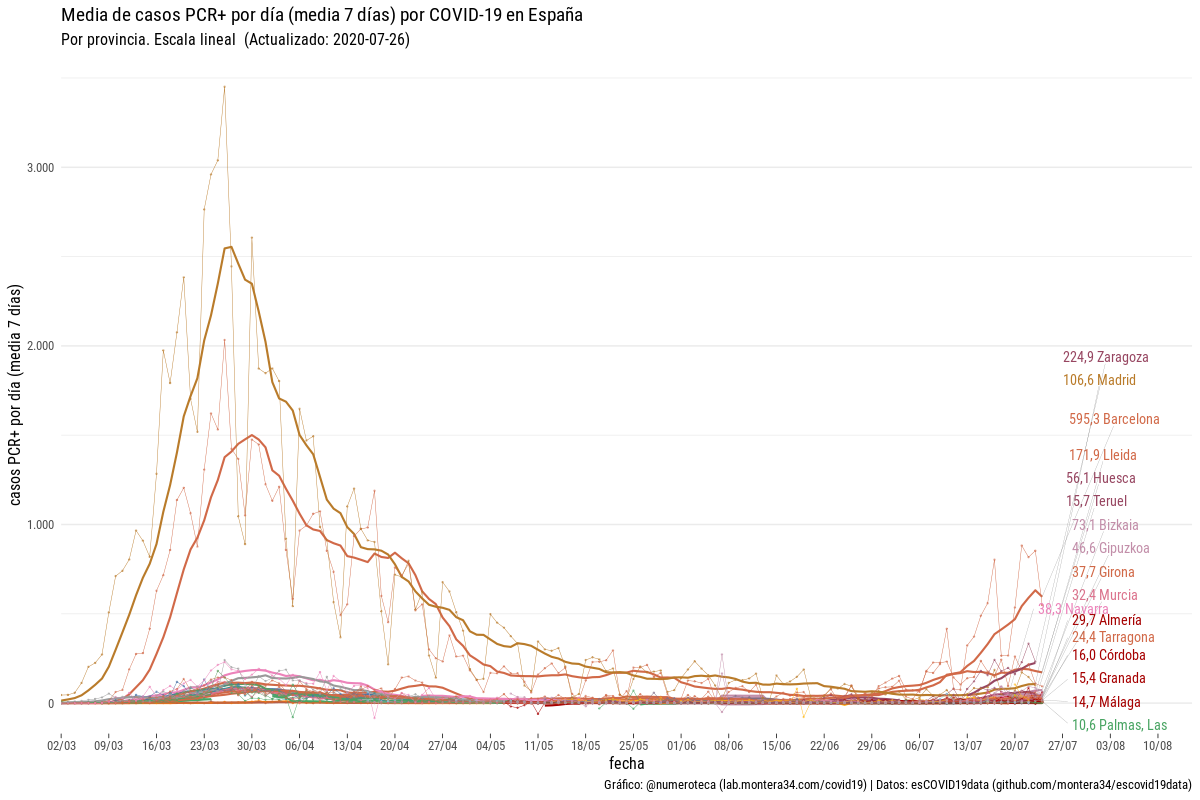 Media de casos PCR+ por día (media 7 días) por COVID-19 en España
Por provincia. Escala lineal  (Actualizado: 2020-07-26)
casos PCR+ por día (media 7 días)
3.000
2.000
1.000
0
224,9 Zaragoza
106,6 Madrid
595,3 Barcelona
171,9 Lleida
56,1 Huesca
15,7 Teruel
73,1 Bizkaia
46,6 Gipuzkoa
37,7 Girona
32,4 Murcia
38,3 Navarra
29,7 Almería
24,4 Tarragona
16,0 Córdoba
15,4 Granada
14,7 Málaga
10,6 Palmas, Las
02/03 09/03 16/03 23/03 30/03 06/04 13/04 20/04 27/04 04/05 11/05 18/05 25/05 01/06 08/06 15/06 22/06 29/06 06/07 13/07 20/07 27/07 03/08 10/08
fecha
Gráfico: @numeroteca (lab.montera34.com/covid19) | Datos: esCOVID19data (github.com/montera34/escovid19data)